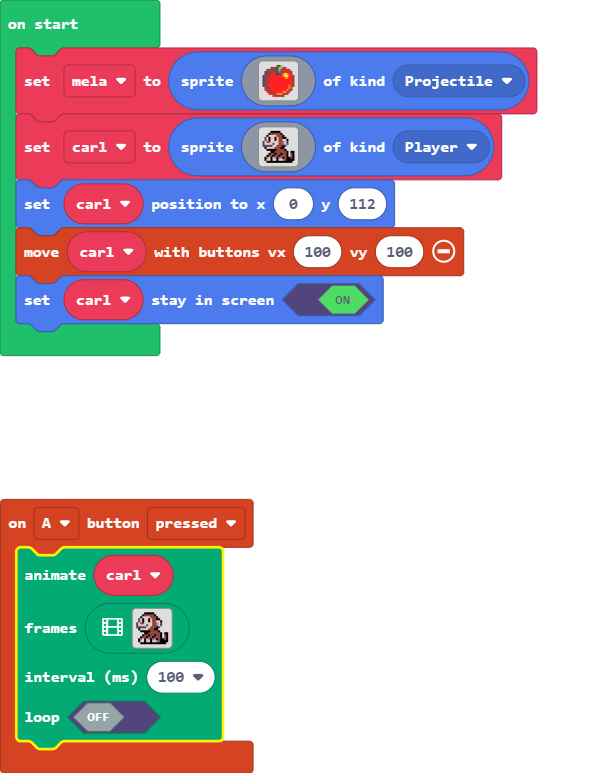 on start
set mela to sprite of kind Projectile
set carl to sprite of kind Player
set carl position to x 0 y 112
move carl with buttons vx 100 vy 100
set carl stay in screen ON
on A button pressed
animate carl
frames
interval (ms) 100
loop OFF